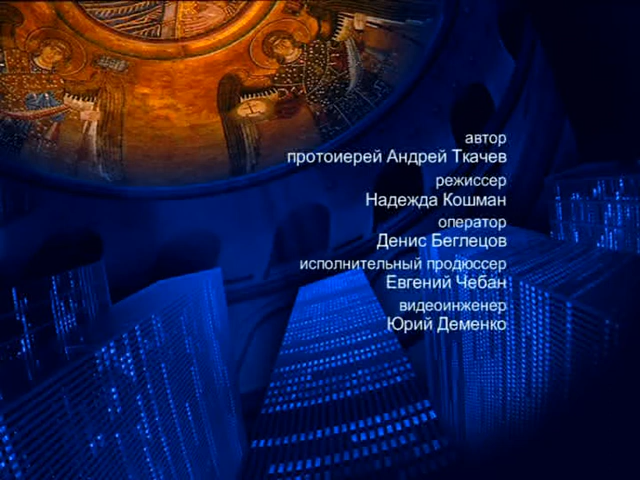 автор
протоиерей Андрей Ткачев
режиссер
Надежда Кошман
оператор
Денис Беглецов
исполнительный продюссер
Евгений Чебан
видеоинженер
Юрий Деменко